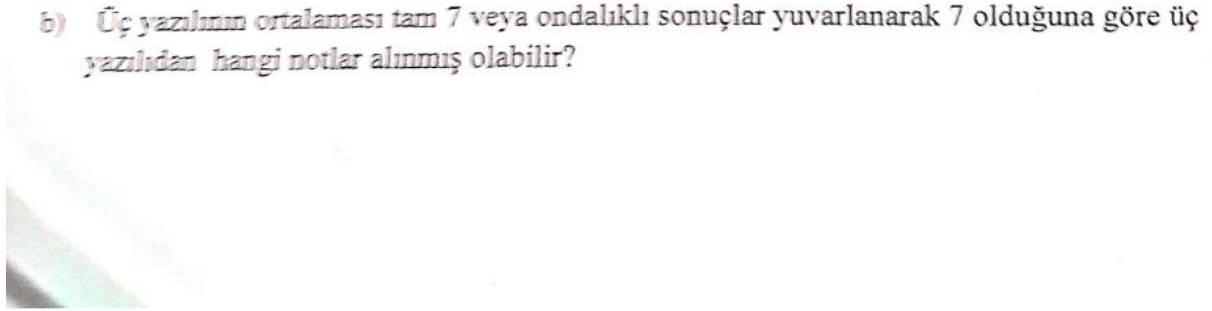 b) Üç yazılının ortalaması tam 7 veya ondalıklı sonuçlar yuvarlanarak 7 olduğuna göre üç
yazılıdan hangi notlar alınmış olabilir?